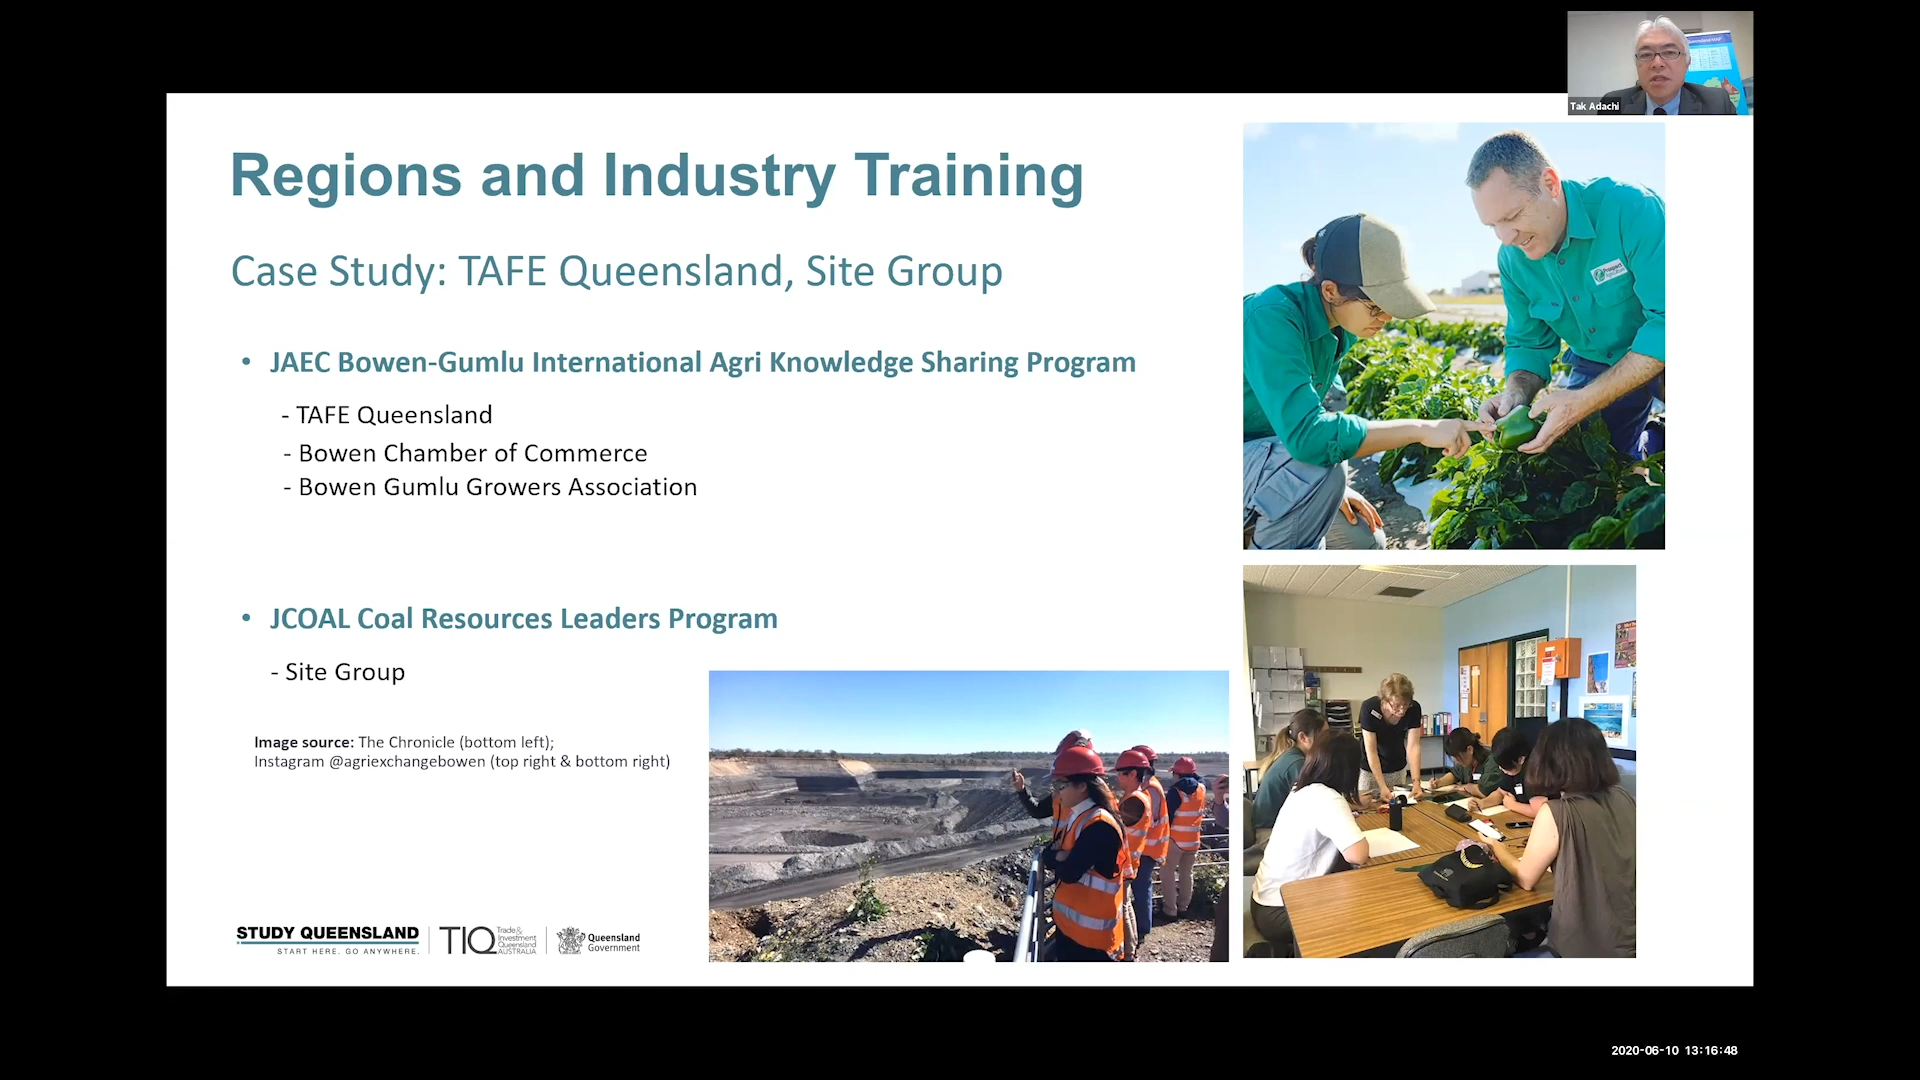 Tak Adachi
Regions and Industry Training
Case Study: TAFE Queensland, Site Group
• JAEC Bowen-Gumlu International Agri Knowledge Sharing Program
- TAFE Queensland
- Bowen Chamber of Commerce
- Bowen Gumlu Growers Association
• JCOAL Coal Resources Leaders Program
- Site Group
Image source: The Chronicle (bottom left);
Instagram @agriexchangebowen (top right & bottom right)
STUDY QUEENSLAND
START HERE. GO ANYWHERE.
TIQ
Trade &
Investment
Queensland
AUSTRALIA
Queensland
Government
2020-06-10 13:16:48